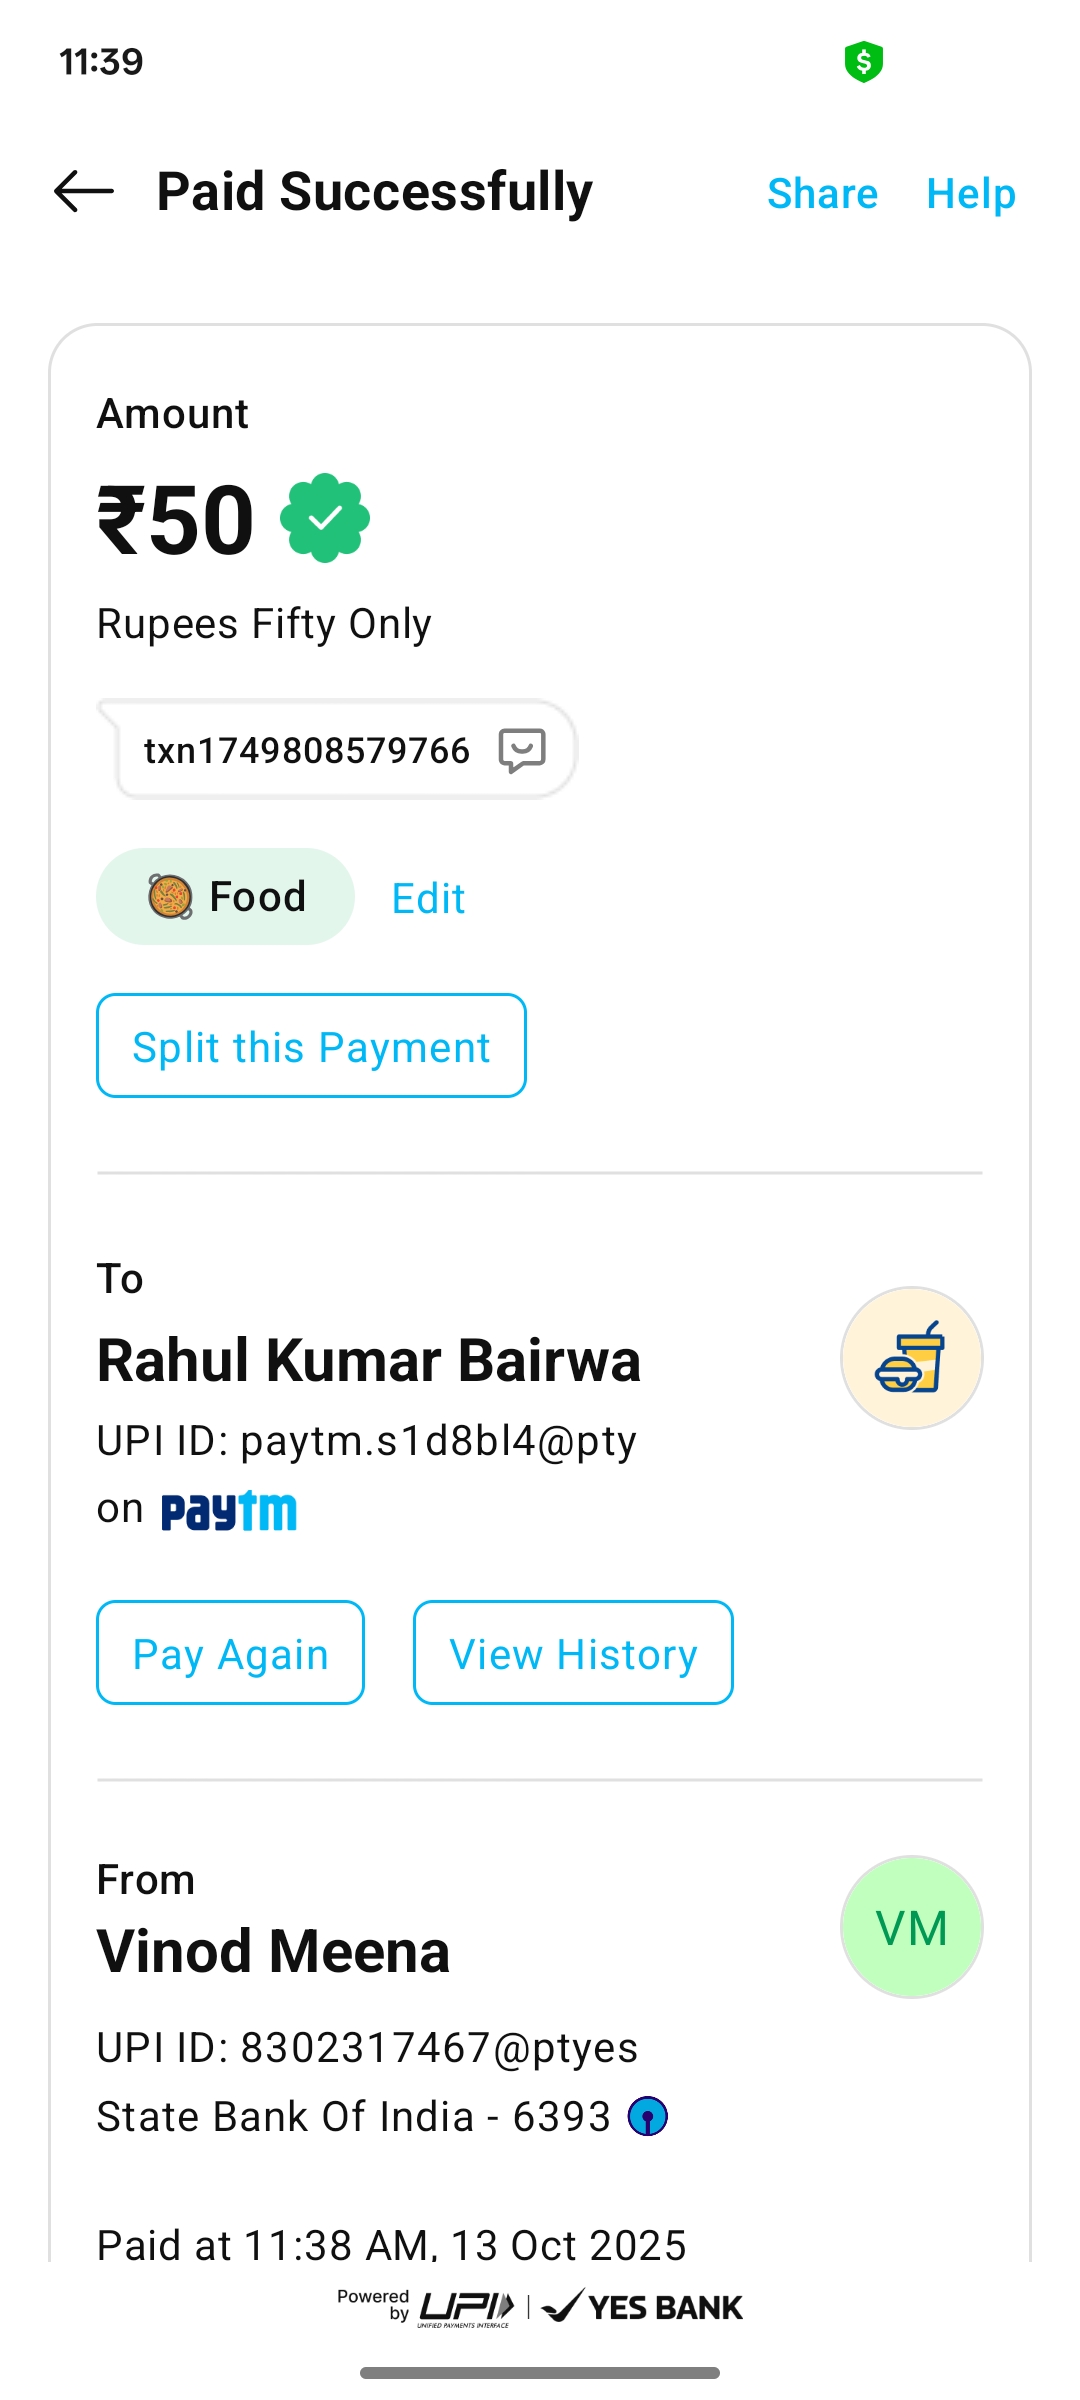 11:39
Paid Successfully
Share Help
Amount
₹50
Rupees Fifty Only
txn1749808579766
Food Edit
Split this Payment
To
Rahul Kumar Bairwa
UPI ID: paytm.s1d8bl4@pty
on paytm
Pay Again View History
From
VM
Vinod Meena
UPI ID: 8302317467@ptyes
State Bank Of India - 6393
Paid at 11:38 AM, 13 Oct 2025
Powered by UPI | YES BANK
UNIFIED PAYMENTS INTERFACE